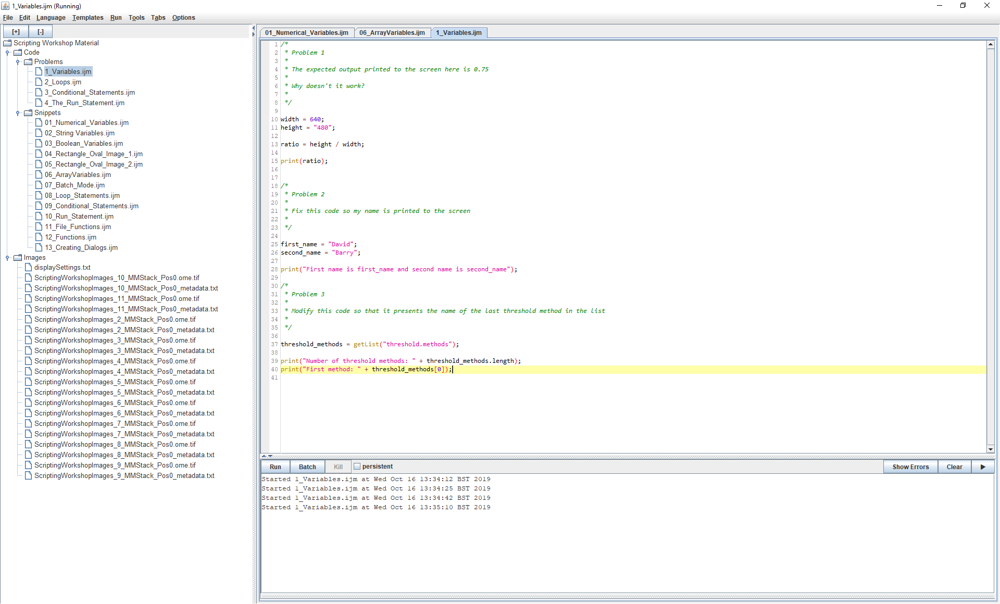 1_Variables.ijm (Running)
File Edit Language Templates Run Tools Tabs Options
[+] [-]
Scripting Workshop Material
Code
Problems
1_Variables.ijm
2_Loops.ijm
3_Conditional_Statements.ijm
4_The_Run_Statement.ijm
Snippets
01_Numerical_Variables.ijm
02_String Variables.ijm
03_Boolean_Variables.ijm
04_Rectangle_Oval_Image_1.ijm
05_Rectangle_Oval_Image_2.ijm
06_ArrayVariables.ijm
07_Batch_Mode.ijm
08_Loop_Statements.ijm
09_Conditional_Statements.ijm
10_Run_Statement.ijm
11_File_Functions.ijm
12_Functions.ijm
13_Creating_Dialogs.ijm
Images
displaySettings.txt
ScriptingWorkshopImages_10_MMStack_Pos0.ome.tif
ScriptingWorkshopImages_10_MMStack_Pos0_metadata.txt
ScriptingWorkshopImages_11_MMStack_Pos0.ome.tif
ScriptingWorkshopImages_11_MMStack_Pos0_metadata.txt
ScriptingWorkshopImages_2_MMStack_Pos0.ome.tif
ScriptingWorkshopImages_2_MMStack_Pos0_metadata.txt
ScriptingWorkshopImages_3_MMStack_Pos0.ome.tif
ScriptingWorkshopImages_3_MMStack_Pos0_metadata.txt
ScriptingWorkshopImages_4_MMStack_Pos0.ome.tif
ScriptingWorkshopImages_4_MMStack_Pos0_metadata.txt
ScriptingWorkshopImages_5_MMStack_Pos0.ome.tif
ScriptingWorkshopImages_5_MMStack_Pos0_metadata.txt
ScriptingWorkshopImages_6_MMStack_Pos0.ome.tif
ScriptingWorkshopImages_6_MMStack_Pos0_metadata.txt
ScriptingWorkshopImages_7_MMStack_Pos0.ome.tif
ScriptingWorkshopImages_7_MMStack_Pos0_metadata.txt
ScriptingWorkshopImages_8_MMStack_Pos0.ome.tif
ScriptingWorkshopImages_8_MMStack_Pos0_metadata.txt
ScriptingWorkshopImages_9_MMStack_Pos0.ome.tif
ScriptingWorkshopImages_9_MMStack_Pos0_metadata.txt
01_Numerical_Variables.ijm 06_ArrayVariables.ijm 1_Variables.ijm
1 /*
2 * Problem 1
3 *
4 * The expected output printed to the screen here is 0.75
5 *
6 * Why doesn't it work?
7 *
8 */
9
10 width = 640;
11 height = "480";
12
13 ratio = height / width;
14
15 print(ratio);
16
17
18 /*
19 * Problem 2
20 *
21 * Fix this code so my name is printed to the screen
22 *
23 */
24
25 first_name = "David";
26 second_name = "Barry";
27
28 print("First name is first_name and second name is second_name");
29
30 /*
31 * Problem 3
32 *
33 * Modify this code so that it presents the name of the last threshold method in the list
34 *
35 */
36
37 threshold_methods = getList("threshold.methods");
38
39 print("Number of threshold methods: " + threshold_methods.length);
40 print("First method: " + threshold_methods[0]);
41
Run Batch Kill persistent Show Errors Clear
Started 1_Variables.ijm at Wed Oct 16 13:34:12 BST 2019
Started 1_Variables.ijm at Wed Oct 16 13:34:25 BST 2019
Started 1_Variables.ijm at Wed Oct 16 13:34:42 BST 2019
Started 1_Variables.ijm at Wed Oct 16 13:35:10 BST 2019